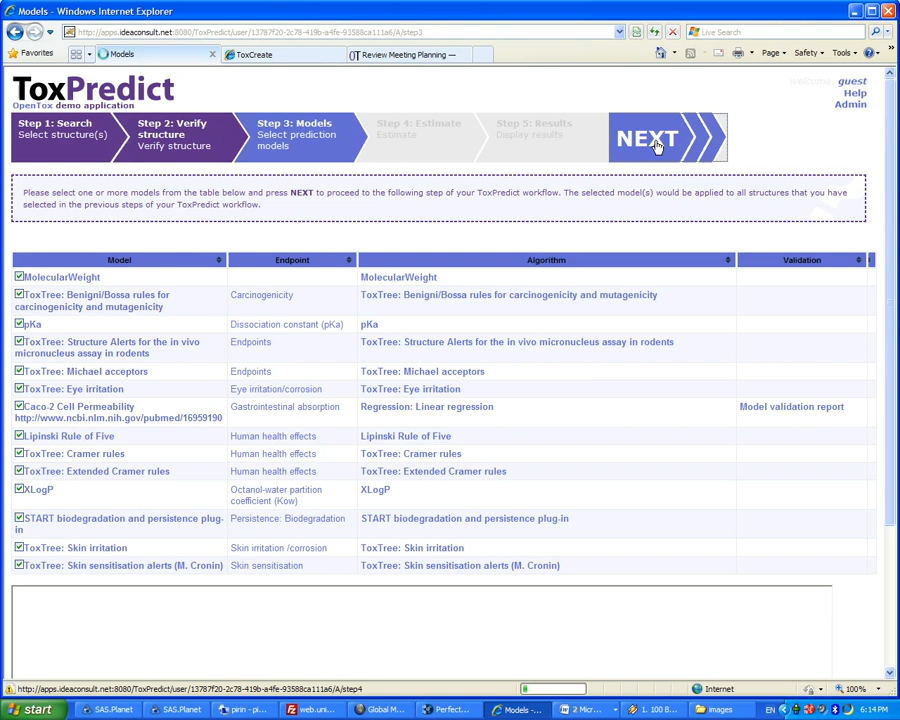 Models - Windows Internet Explorer
http://apps.ideaconsult.net:8080/ToxPredict/user/13787f20-2c78-419b-a4fe-93588ca111a6/A/step3
Live Search
Favorites
Models
ToxCreate
Review Meeting Planning —
Page
Safety
Tools
ToxPredict
OpenTox demo application
Welcome, guest
Help
Admin
Step 1: Search
Select structure(s)
Step 2: Verify
structure
Verify structure
Step 3: Models
Select prediction
models
Step 4: Estimate
Estimate
Step 5: Results
Display results
NEXT
Please select one or more models from the table below and press NEXT to proceed to the following step of your ToxPredict workflow. The selected model(s) would be applied to all structures that you have
selected in the previous steps of your ToxPredict workflow.
Model Endpoint Algorithm Validation
MolecularWeight MolecularWeight
ToxTree: Benigni/Bossa rules for
carcinogenicity and mutagenicity
Carcinogenicity
ToxTree: Benigni/Bossa rules for carcinogenicity and mutagenicity
pKa Dissociation constant (pKa) pKa
ToxTree: Structure Alerts for the in vivo
micronucleus assay in rodents
Endpoints
ToxTree: Structure Alerts for the in vivo micronucleus assay in rodents
ToxTree: Michael acceptors Endpoints ToxTree: Michael acceptors
ToxTree: Eye irritation Eye irritation/corrosion ToxTree: Eye irritation
Caco-2 Cell Permeability
http://www.ncbi.nlm.nih.gov/pubmed/16959190
Gastrointestinal absorption
Regression: Linear regression
Model validation report
Lipinski Rule of Five Human health effects Lipinski Rule of Five
ToxTree: Cramer rules Human health effects ToxTree: Cramer rules
ToxTree: Extended Cramer rules Human health effects ToxTree: Extended Cramer rules
XLogP
Octanol-water partition
coefficient (Kow)
XLogP
START biodegradation and persistence plug-
in
Persistence: Biodegradation
START biodegradation and persistence plug-in
ToxTree: Skin irritation Skin irritation /corrosion ToxTree: Skin irritation
ToxTree: Skin sensitisation alerts (M. Cronin) Skin sensitisation ToxTree: Skin sensitisation alerts (M. Cronin)
http://apps.ideaconsult.net:8080/ToxPredict/user/13787f20-2c78-419b-a4fe-93588ca111a6/A/step4
Internet
100%
start
SAS.Planet
SAS.Planet
pirin - pi...
web.uni...
Global M...
Perfect...
Models -...
2 Micr...
1. 100 B...
images
EN
6:14 PM